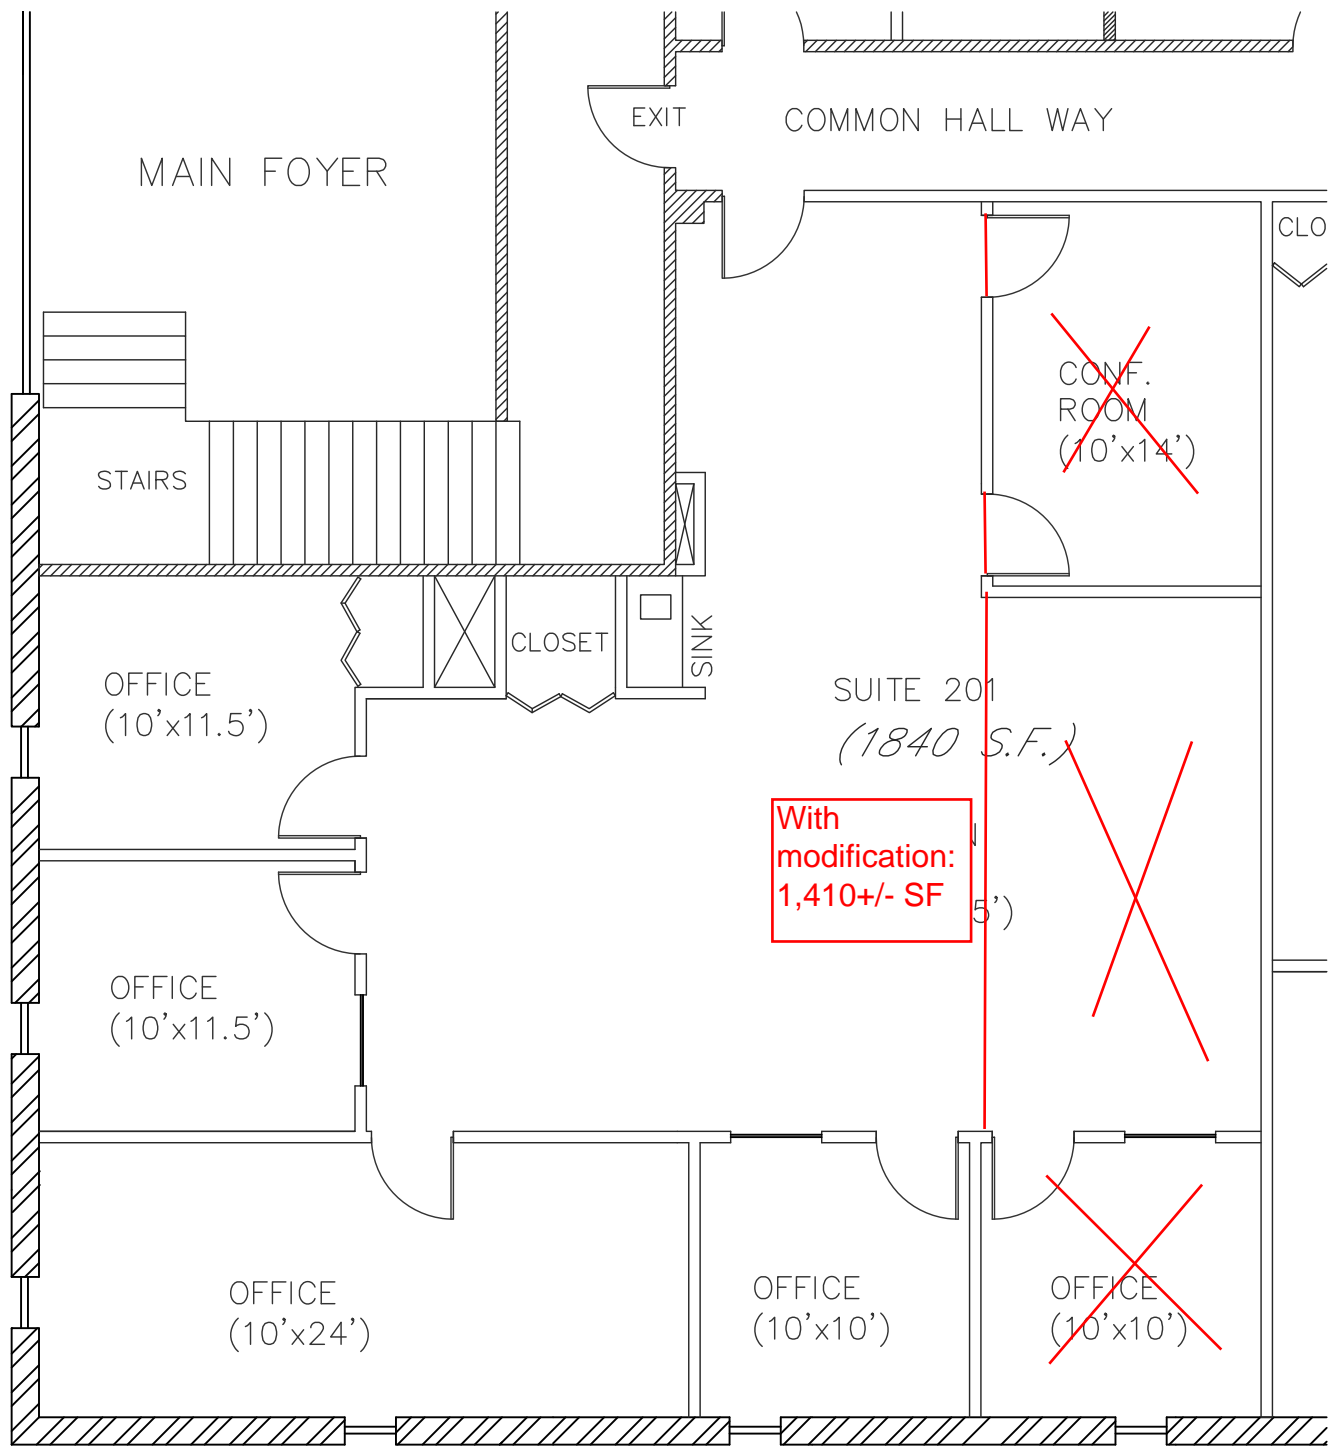 EXIT
COMMON HALL WAY
MAIN FOYER
CLO
CONF.
ROOM
(10'x14')
STAIRS
CLOSET
SINK
OFFICE
(10'x11.5')
SUITE 201
(1840 S.F.)
With
modification:
1,410+/- SF
5')
OFFICE
(10'x11.5')
OFFICE
(10'x24')
OFFICE
(10'x10')
OFFICE
(10'x10')